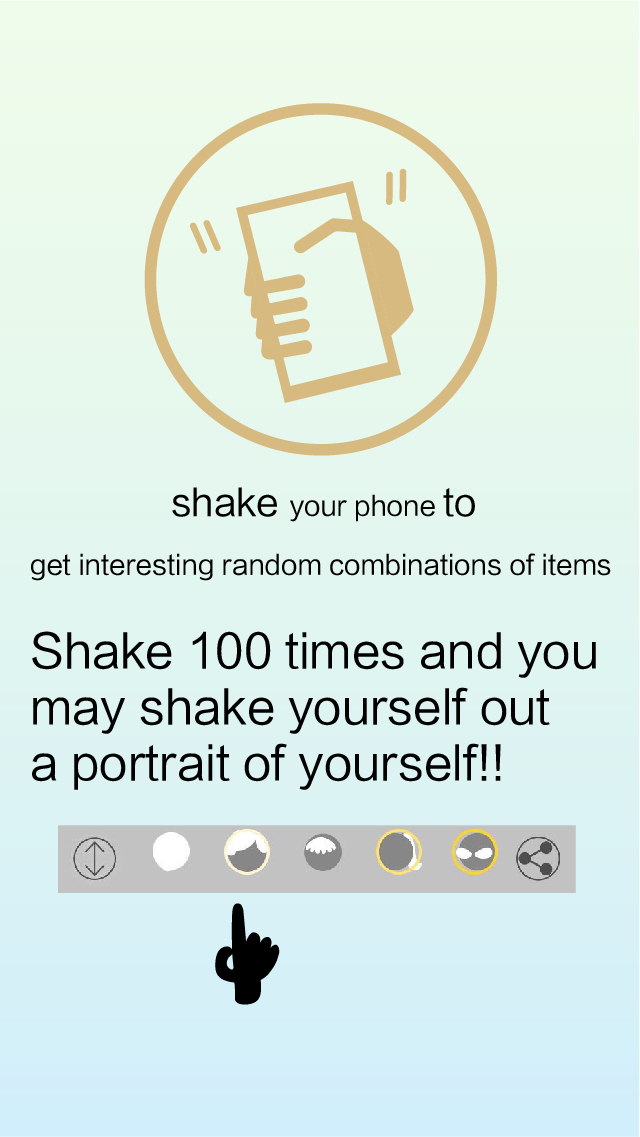 shake your phone to
get interesting random combinations of items
Shake 100 times and you
may shake yourself out
a portrait of yourself!!